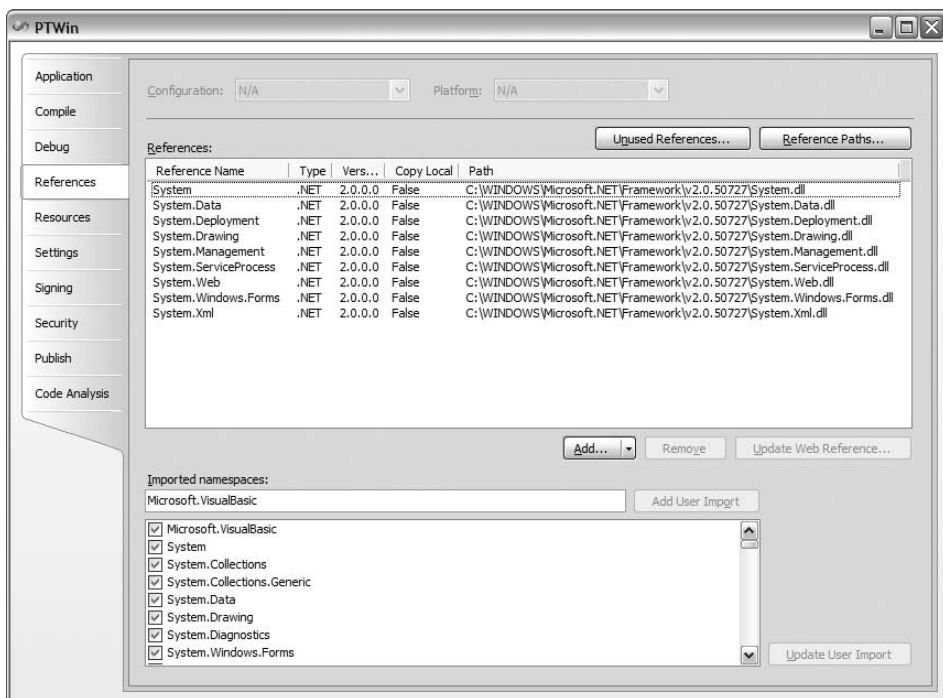 PTWin
Application
Compile
Debug
References
Resources
Settings
Signing
Security
Publish
Code Analysis
Configuration: N/A Platform: N/A
Unused References... Reference Paths...
References:
Reference Name Type Vers... Copy Local Path
System .NET 2.0.0.0 False C:\WINDOWS\Microsoft.NET\Framework\v2.0.50727\System.dll
System.Data .NET 2.0.0.0 False C:\WINDOWS\Microsoft.NET\Framework\v2.0.50727\System.Data.dll
System.Deployment .NET 2.0.0.0 False C:\WINDOWS\Microsoft.NET\Framework\v2.0.50727\System.Deployment.dll
System.Drawing .NET 2.0.0.0 False C:\WINDOWS\Microsoft.NET\Framework\v2.0.50727\System.Drawing.dll
System.Management .NET 2.0.0.0 False C:\WINDOWS\Microsoft.NET\Framework\v2.0.50727\System.Management.dll
System.ServiceProcess .NET 2.0.0.0 False C:\WINDOWS\Microsoft.NET\Framework\v2.0.50727\System.ServiceProcess.dll
System.Web .NET 2.0.0.0 False C:\WINDOWS\Microsoft.NET\Framework\v2.0.50727\System.Web.dll
System.Windows.Forms .NET 2.0.0.0 False C:\WINDOWS\Microsoft.NET\Framework\v2.0.50727\System.Windows.Forms.dll
System.Xml .NET 2.0.0.0 False C:\WINDOWS\Microsoft.NET\Framework\v2.0.50727\System.Xml.dll
Add... Remove Update Web Reference...
Imported namespaces:
Microsoft.VisualBasic Add User Import
Microsoft.VisualBasic
System
System.Collections
System.Collections.Generic
System.Data
System.Drawing
System.Diagnostics
System.Windows.Forms
Update User Import